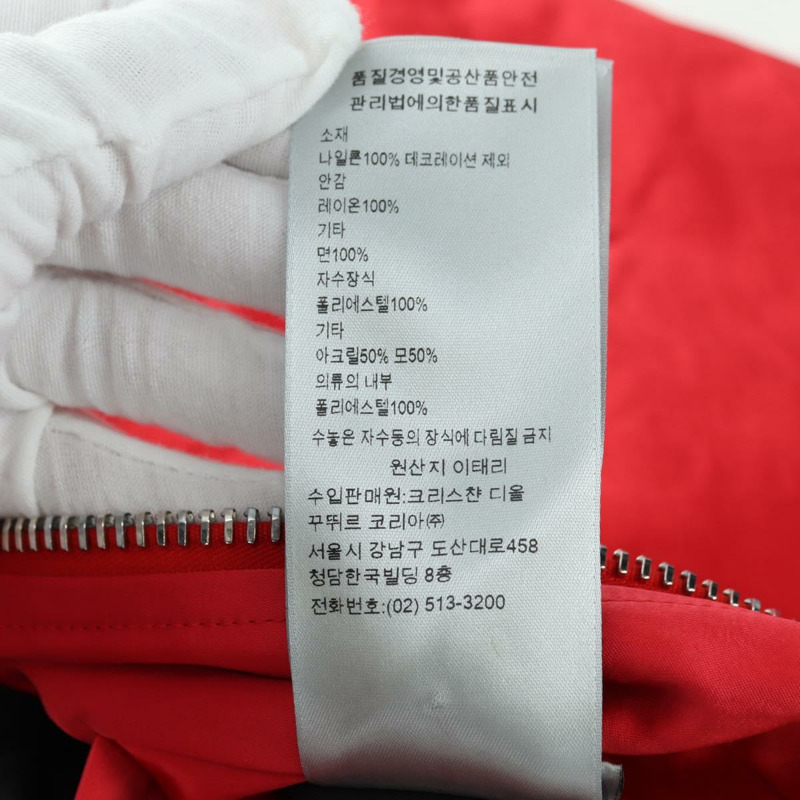 품질경영및공산품안전
관리법에의한품질표시
소재
나일론100% 데코레이션 제외
안감
레이온100%
기타
면100%
자수장식
폴리에스텔100%
기타
아크릴50% 모50%
의류의 내부
폴리에스텔100%
수놓은 자수등의 장식에 다림질 금지
원산지 이태리
수입판매원:크리스챤 디올
꾸뛰르 코리아㈜
서울시 강남구 도산대로458
청담한국빌딩 8층
전화번호:(02) 513-3200